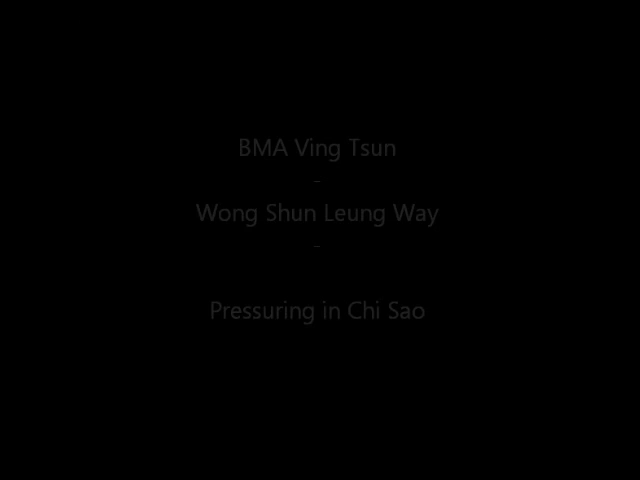 BMA Ving Tsun
-
Wong Shun Leung Way
-
Pressuring in Chi Sao